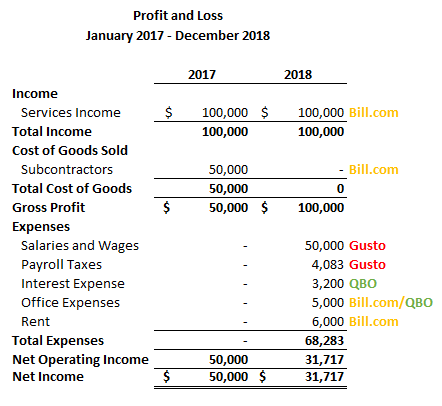 Profit and Loss
January 2017 - December 2018
2017 2018
Income
Services Income $ 100,000 $ 100,000 Bill.com
Total Income 100,000 100,000
Cost of Goods Sold
Subcontractors 50,000 - Bill.com
Total Cost of Goods 50,000 0
Gross Profit $ 50,000 $ 100,000
Expenses
Salaries and Wages - 50,000 Gusto
Payroll Taxes - 4,083 Gusto
Interest Expense - 3,200 QBO
Office Expenses - 5,000 Bill.com/QBO
Rent - 6,000 Bill.com
Total Expenses - 68,283
Net Operating Income 50,000 31,717
Net Income $ 50,000 $ 31,717